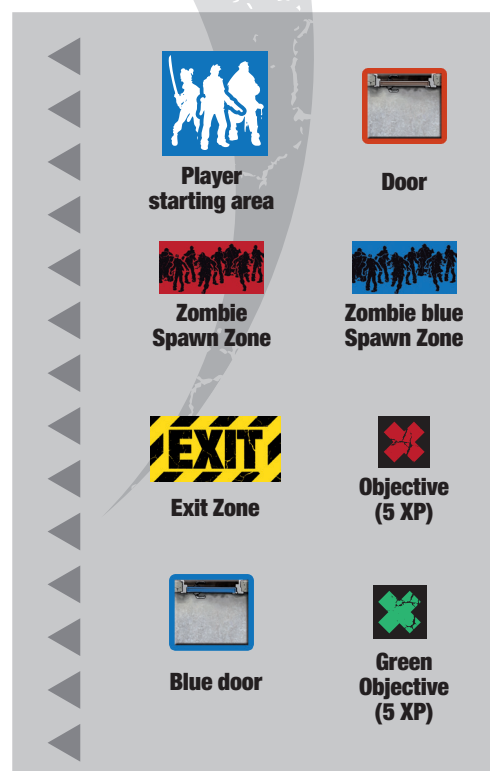 Player
starting area
Door
Zombie
Spawn Zone
Zombie blue
Spawn Zone
EXIT
Exit Zone
Objective
(5 XP)
Blue door
Green
Objective
(5 XP)